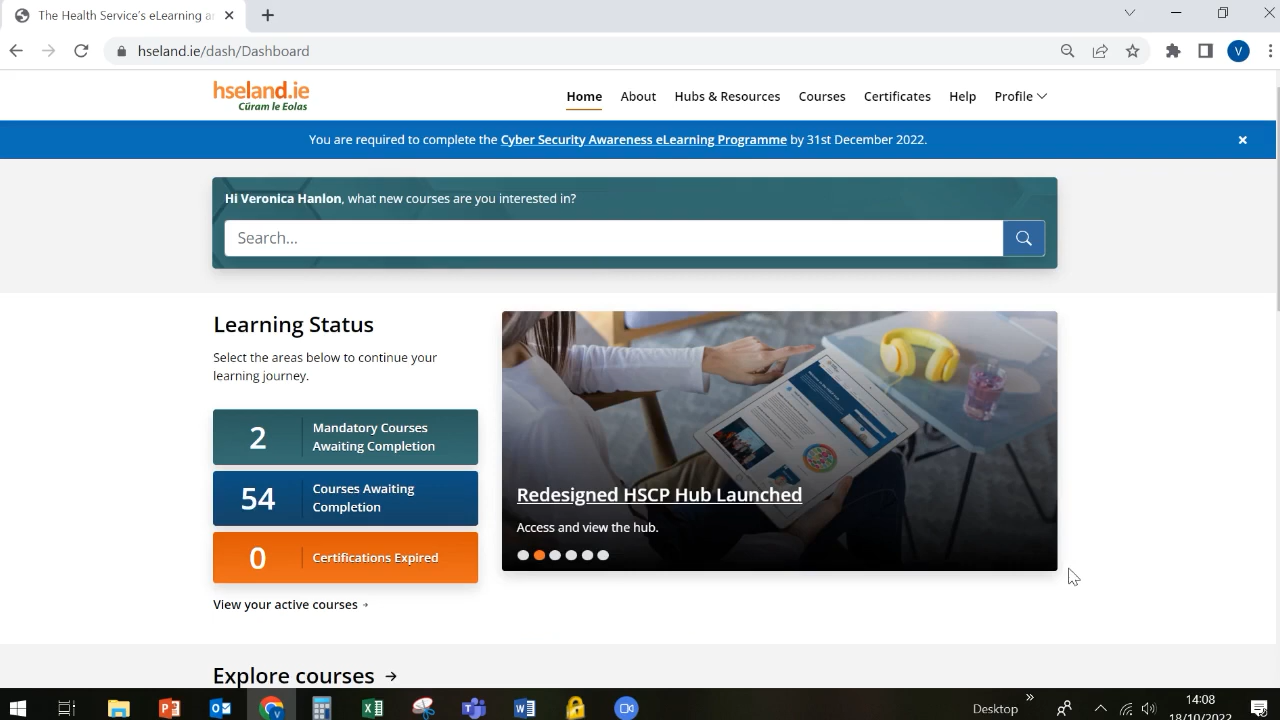 The Health Service's eLearning a
hseland.ie/dash/Dashboard
V
hseland.ie
Cúram le Eolas
Home
About
Hubs & Resources
Courses
Certificates
Help
Profile
You are required to complete the Cyber Security Awareness eLearning Programme by 31st December 2022.
Hi Veronica Hanlon, what new courses are you interested in?
Search...
Learning Status
Select the areas below to continue your
learning journey.
2
Mandatory Courses
Awaiting Completion
54
Courses Awaiting
Completion
0
Certifications Expired
View your active courses
Redesigned HSCP Hub Launched
Access and view the hub.
Explore courses
Desktop
14:08
18/10/2022